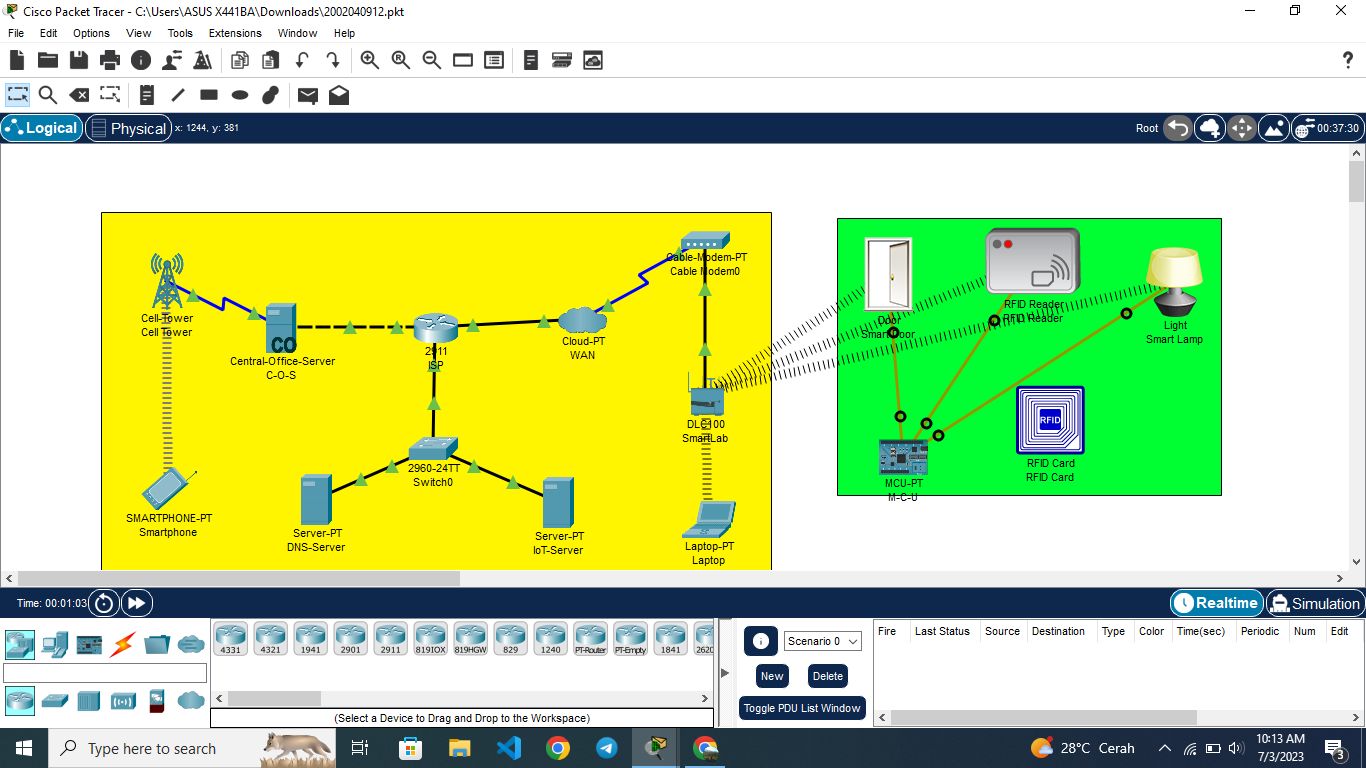 Cisco Packet Tracer - C:\Users\ASUS X441BA\Downloads\2002040912.pkt
File Edit Options View Tools Extensions Window Help
?
Logical Physical x: 1244, y: 381 Root 00:37:30
Cable-Modem-PT
Cable Modem0
Cell-Tower
Cell Tower
CO
Central-Office-Server
C-O-S
2911
ISP
Cloud-PT
WAN
DLC100
SmartLab
2960-24TT
Switch0
SMARTPHONE-PT
Smartphone
Server-PT
DNS-Server
Server-PT
IoT-Server
Laptop-PT
Laptop
Door
Smart Door
RFID Reader
RFID Reader
Light
Smart Lamp
RFID
RFID Card
RFID Card
MCU-PT
M-C-U
Time: 00:01:03 Realtime Simulation
4331 4321 1941 2901 2911 819IOX 819HGW 829 1240 PT-Router PT-Empty 1841 2620
(Select a Device to Drag and Drop to the Workspace)
Scenario 0
New Delete
Toggle PDU List Window
Fire Last Status Source Destination Type Color Time(sec) Periodic Num Edit
Type here to search
28°C Cerah
10:13 AM
7/3/2023
3